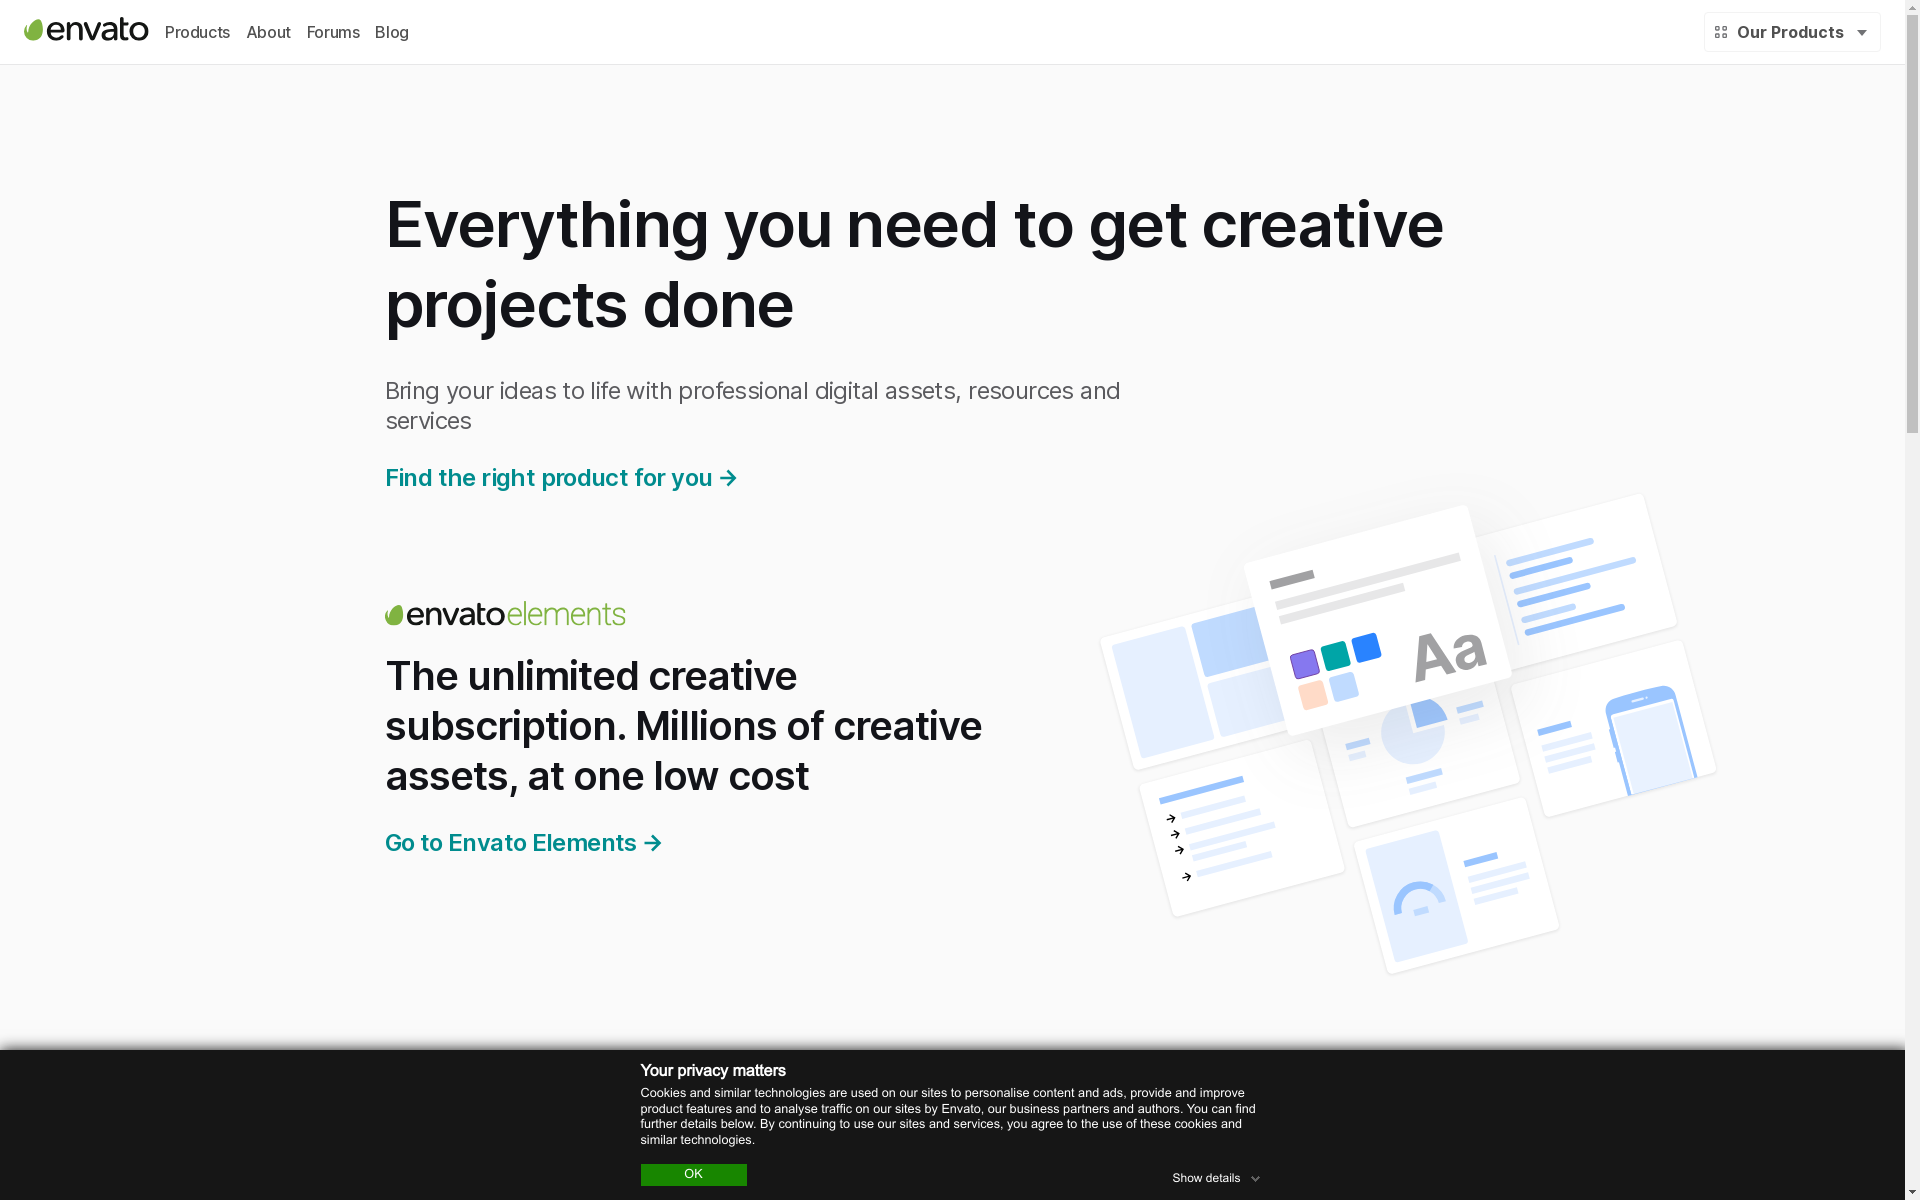 envato Products About Forums Blog Our Products
Everything you need to get creative
projects done
Bring your ideas to life with professional digital assets, resources and
services
Find the right product for you →
envatoelements
The unlimited creative
subscription. Millions of creative
assets, at one low cost
Go to Envato Elements →
Aa
Your privacy matters
Cookies and similar technologies are used on our sites to personalise content and ads, provide and improve
product features and to analyse traffic on our sites by Envato, our business partners and authors. You can find
further details below. By continuing to use our sites and services, you agree to the use of these cookies and
similar technologies.
OK
Show details